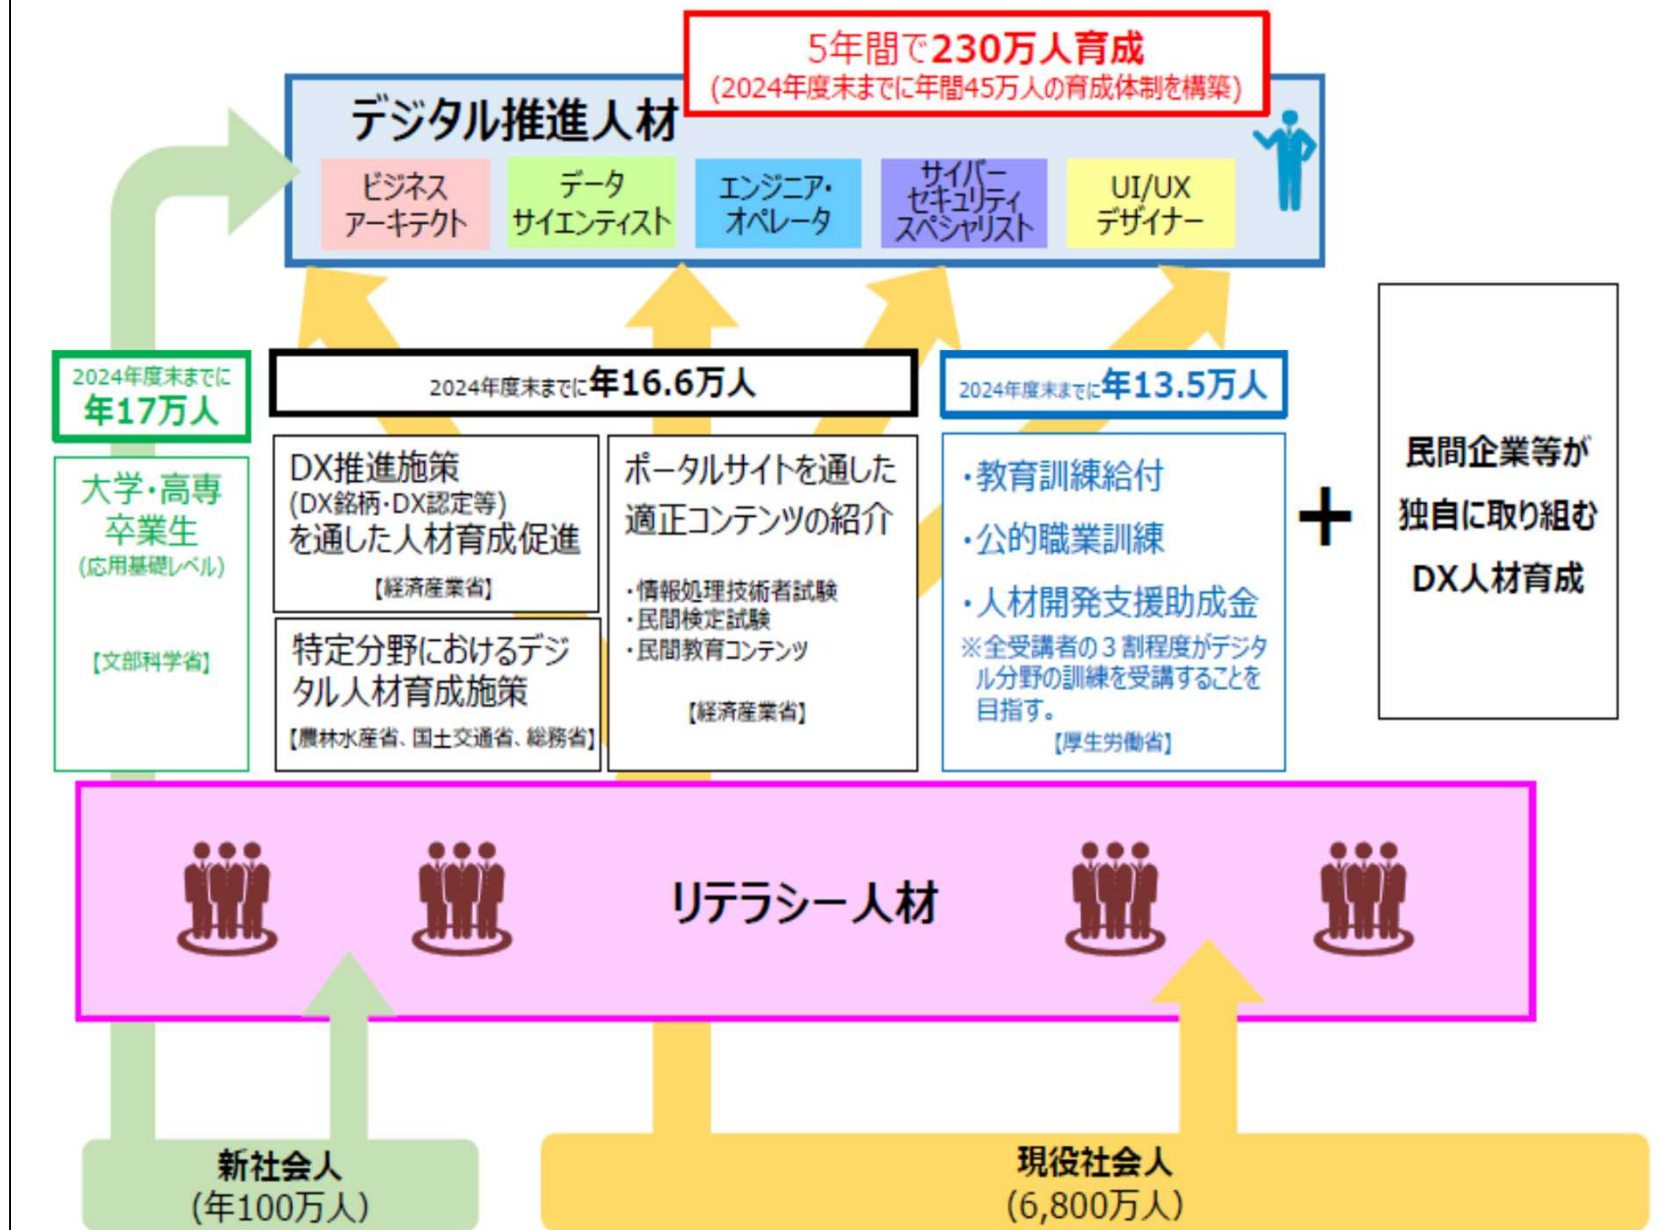 5年間で230万人育成
(2024年度末までに年間45万人の育成体制を構築)
デジタル推進人材
ビジネス
アーキテクト
データ
サイエンティスト
エンジニア・
オペレータ
サイバー
セキュリティ
スペシャリスト
UI/UX
デザイナー
2024年度末までに
年17万人
大学・高専
卒業生
(応用基礎レベル)
【文部科学省】
2024年度末までに年16.6万人
DX推進施策
(DX銘柄・DX認定等)
を通した人材育成促進
【経済産業省】
特定分野におけるデジ
タル人材育成施策
【農林水産省、国土交通省、総務省】
ポータルサイトを通した
適正コンテンツの紹介
・情報処理技術者試験
・民間検定試験
・民間教育コンテンツ
【経済産業省】
2024年度末までに年13.5万人
・教育訓練給付
・公的職業訓練
・人材開発支援助成金
※全受講者の3割程度がデジタ
ル分野の訓練を受講することを
目指す。
【厚生労働省】
+
民間企業等が
独自に取り組む
DX人材育成
リテラシー人材
新社会人
(年100万人)
現役社会人
(6,800万人)